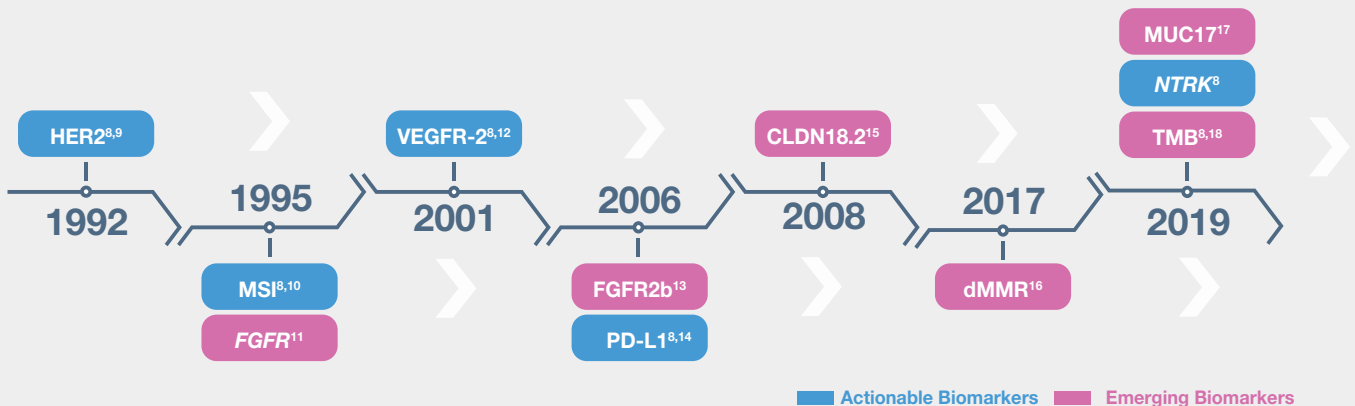 HER2⁸,⁹
1992
1995
MSI⁸,¹⁰
FGFR¹¹
VEGFR-2⁸,¹²
2001
2006
FGFR2b¹³
PD-L1⁸,¹⁴
CLDN18.2¹⁵
2008
2017
dMMR¹⁶
MUC17¹⁷
NTRK⁸
TMB⁸,¹⁸
2019
Actionable Biomarkers
Emerging Biomarkers